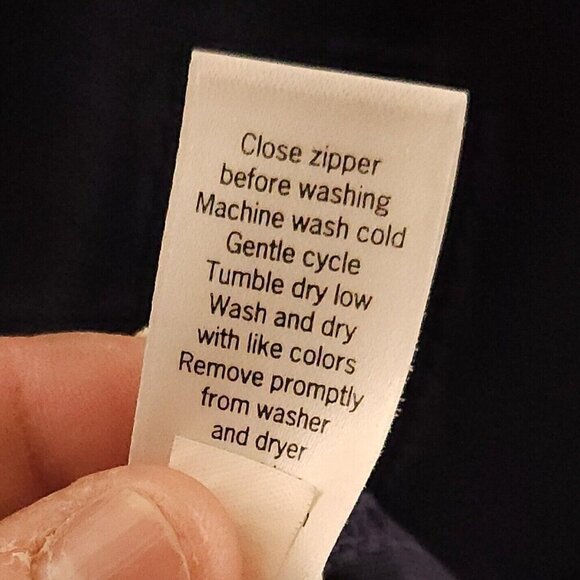 Close zipper
before washing
Machine wash cold
Gentle cycle
Tumble dry low
Wash and dry
with like colors
Remove promptly
from washer
and dryer